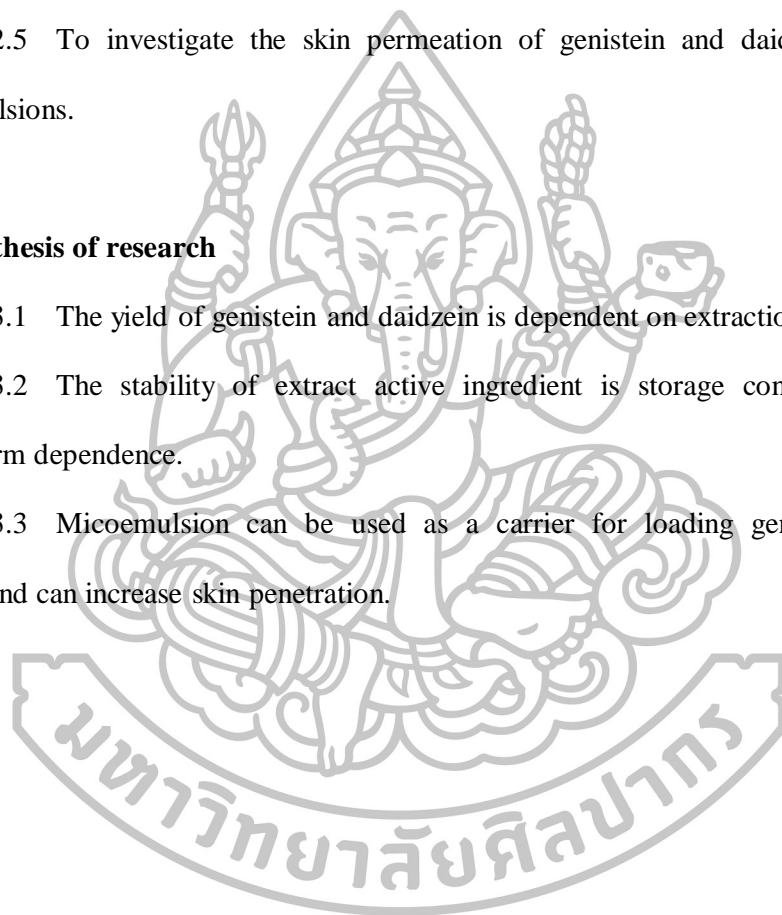 2.5 To investigate the skin permeation of genistein and daid
lsions.
thesis of research
3.1 The yield of genistein and daidzein is dependent on extractio
3.2 The stability of extract active ingredient is storage con
rm dependence.
3.3 Micoemulsion can be used as a carrier for loading ge
nd can increase skin penetration.
มหาวิทยาลัยศิลปากร